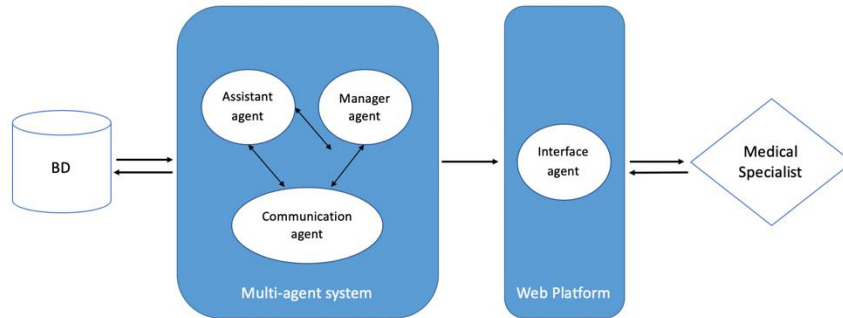 BD
Assistant
agent
Manager
agent
Communication
agent
Multi-agent system
Interface
agent
Web Platform
Medical
Specialist